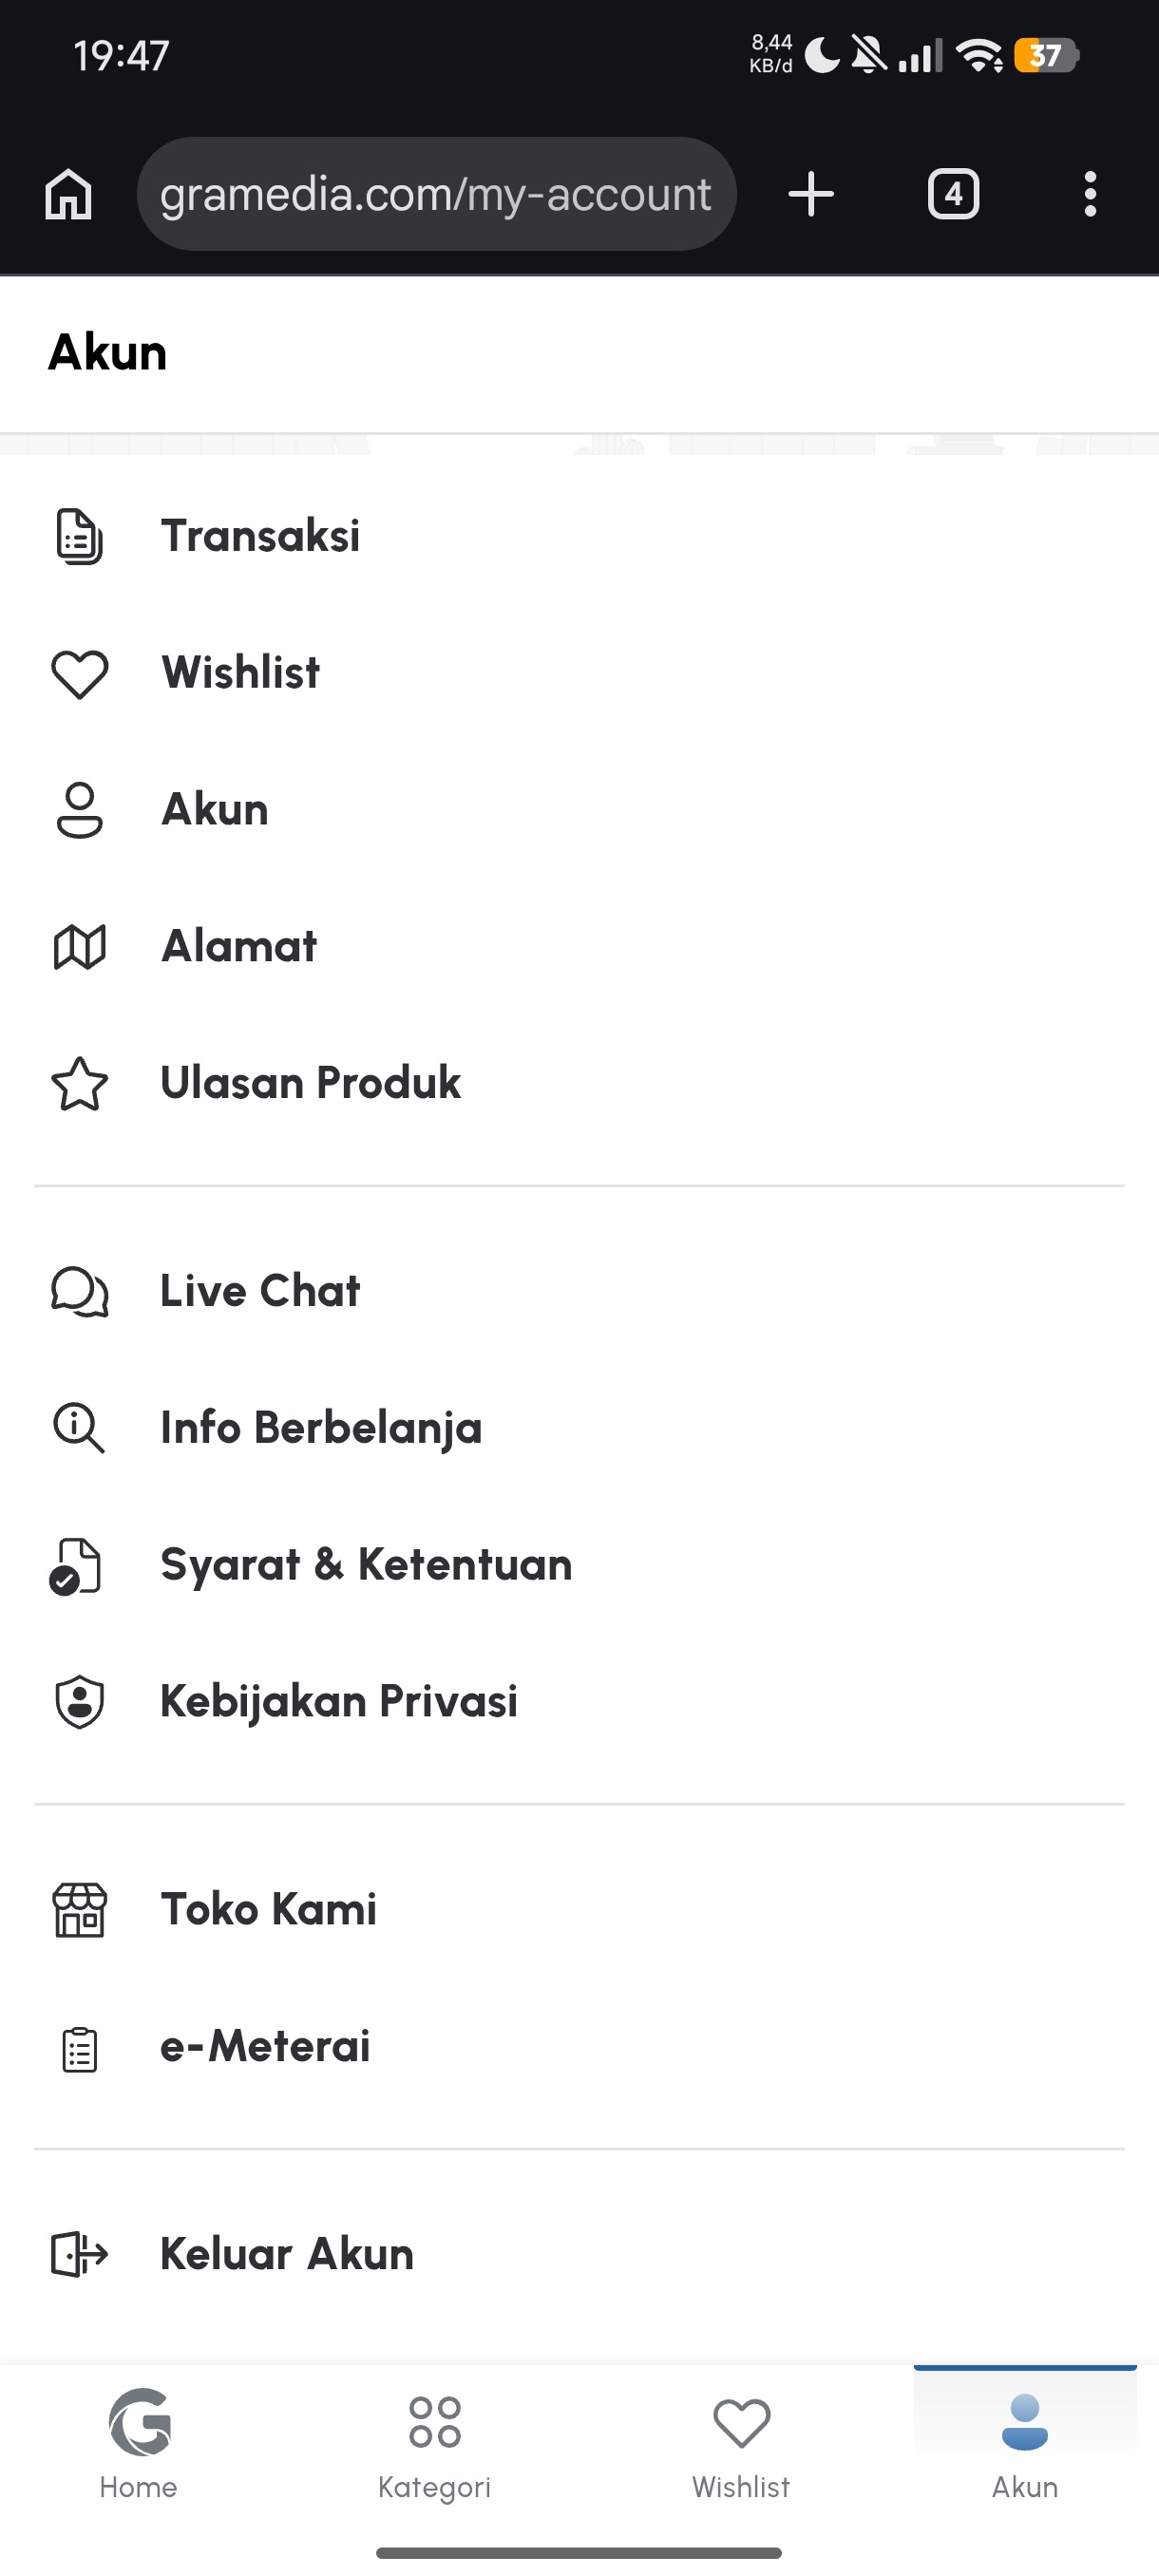 19:47
8,44
KB/d
37
gramedia.com/my-account
4
Akun
Transaksi
Wishlist
Akun
Alamat
Ulasan Produk
Live Chat
Info Berbelanja
Syarat & Ketentuan
Kebijakan Privasi
Toko Kami
e-Meterai
Keluar Akun
Home
Kategori
Wishlist
Akun